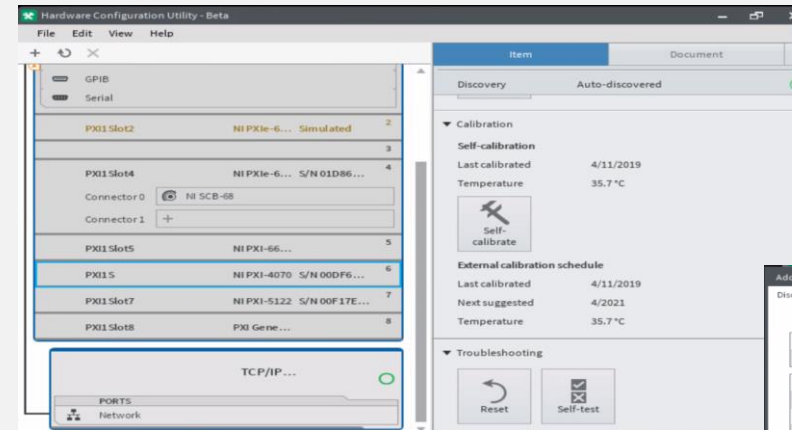 Hardware Configuration Utility - Beta
File Edit View Help
Item Document
GPIB
Serial
PXI1Slot2 NI PXIe-6... Simulated 2
3
PXI1Slot4 NI PXIe-6... S/N 01D86... 4
Connector 0 NI SCB-68
Connector 1 +
PXI1Slot5 NI PXI-66... 5
PXI1S NI PXI-4070 S/N 00DF6... 6
PXI1Slot7 NI PXI-5122 S/N 00F17E... 7
PXI1Slot8 PXI Gene... 8
TCP/IP...
PORTS
Network
Discovery Auto-discovered
Calibration
Self-calibration
Last calibrated 4/11/2019
Temperature 35.7 °C
Self-
calibrate
External calibration schedule
Last calibrated 4/11/2019
Next suggested 4/2021
Temperature 35.7 °C
Troubleshooting
Reset Self-test